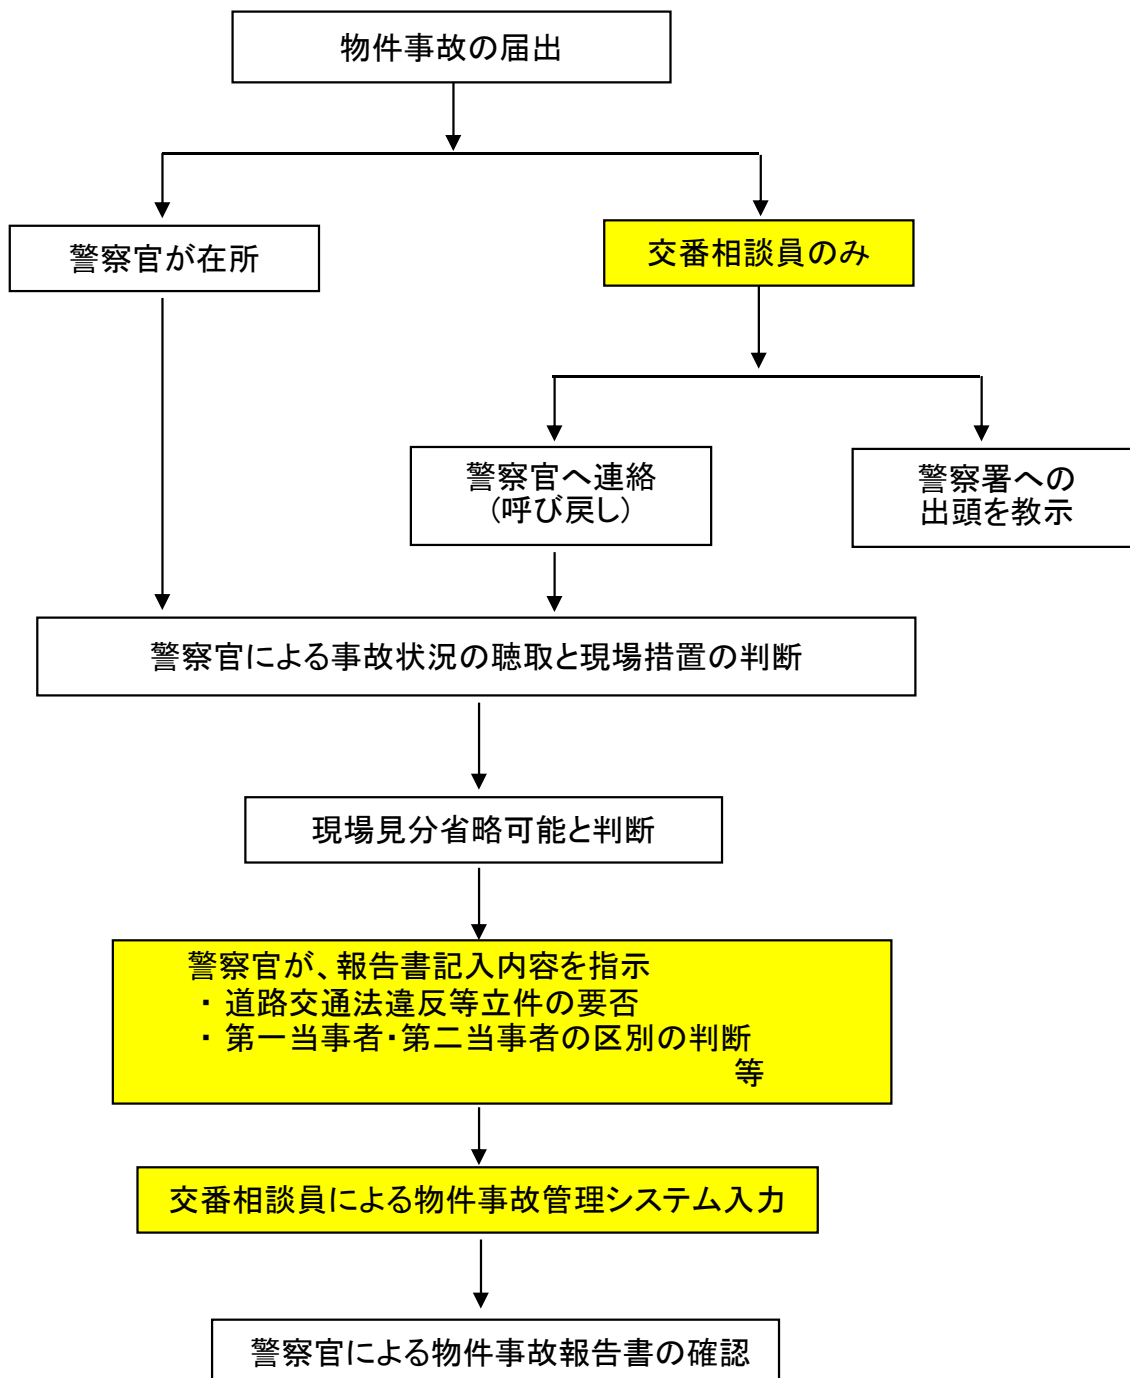 物件事故の届出
警察官が在所
交番相談員のみ
警察官へ連絡
(呼び戻し)
警察署への
出頭を教示
警察官による事故状況の聴取と現場措置の判断
現場見分省略可能と判断
警察官が、報告書記入内容を指示
・ 道路交通法違反等立件の要否
・ 第一当事者・第二当事者の区別の判断
等
交番相談員による物件事故管理システム入力
警察官による物件事故報告書の確認